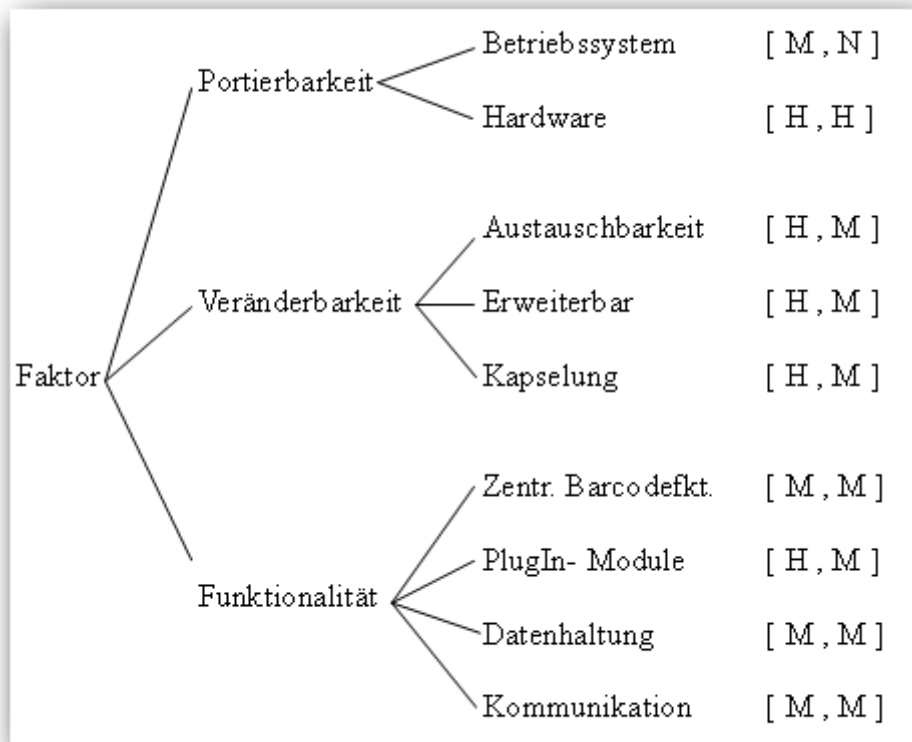 Betriebssystem [ M , N ]
Portierbarkeit
Hardware [ H , H ]
Austauschbarkeit [ H , M ]
Veränderbarkeit Erweiterbar [ H , M ]
Faktor Kapselung [ H , M ]
Zentr. Barcodefkt. [ M , M ]
PlugIn- Module [ H , M ]
Funktionalität
Datenhaltung [ M , M ]
Kommunikation [ M , M ]